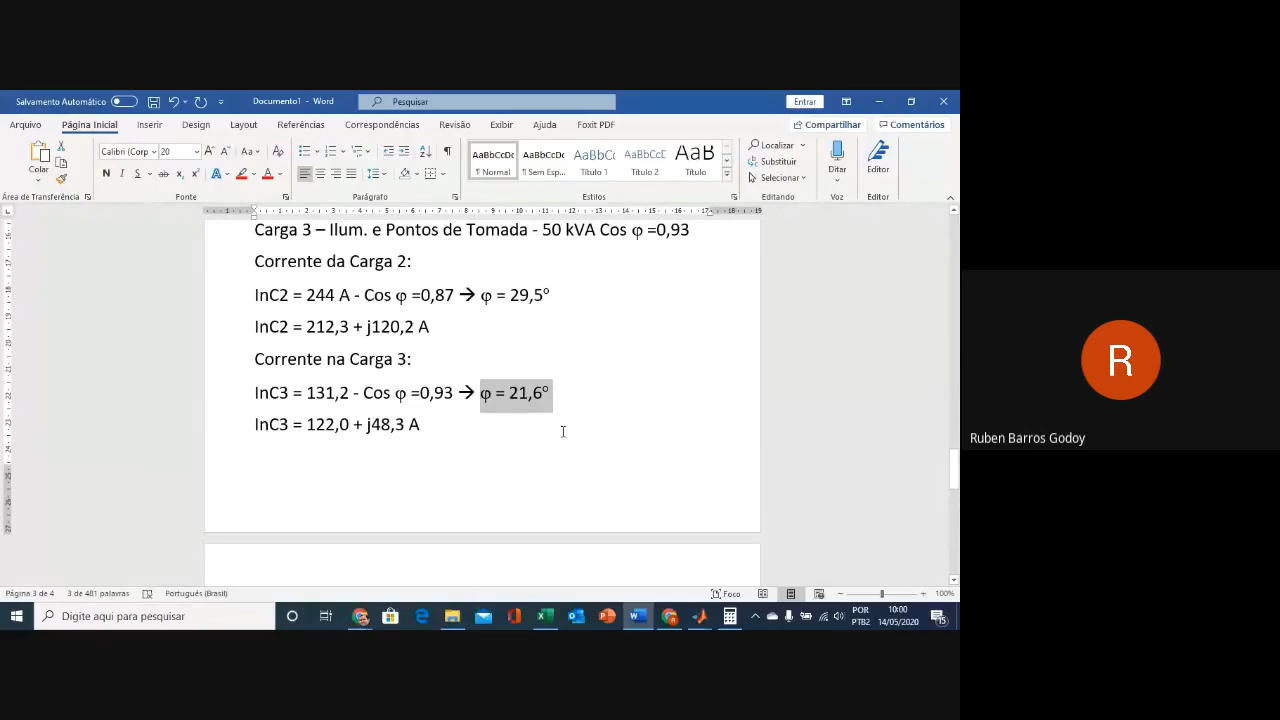 Salvamento Automático
Documento1 - Word
Pesquisar
Entrar
Arquivo
Página Inicial
Inserir
Design
Layout
Referências
Correspondências
Revisão
Exibir
Ajuda
Foxit PDF
Compartilhar
Comentários
Colar
Calibri (Corp
20
AaBbCcDc
AaBbCcDc
AaBbCc
AaBbCcE
AaB
¶ Normal
¶ Sem Esp...
Título 1
Título 2
Título
Localizar
Substituir
Selecionar
Ditar
Editor
Área de Transferência
Fonte
Parágrafo
Estilos
Editando
Voz
Editor
Carga 3 – Ilum. e Pontos de Tomada - 50 kVA Cos φ =0,93
Corrente da Carga 2:
InC2 = 244 A - Cos φ =0,87 → φ = 29,5°
InC2 = 212,3 + j120,2 A
Corrente na Carga 3:
InC3 = 131,2 - Cos φ =0,93 → φ = 21,6°
InC3 = 122,0 + j48,3 A
R
Ruben Barros Godoy
Página 3 de 4
3 de 481 palavras
Português (Brasil)
Foco
100%
Digite aqui para pesquisar
POR
PTB2
10:00
14/05/2020
15